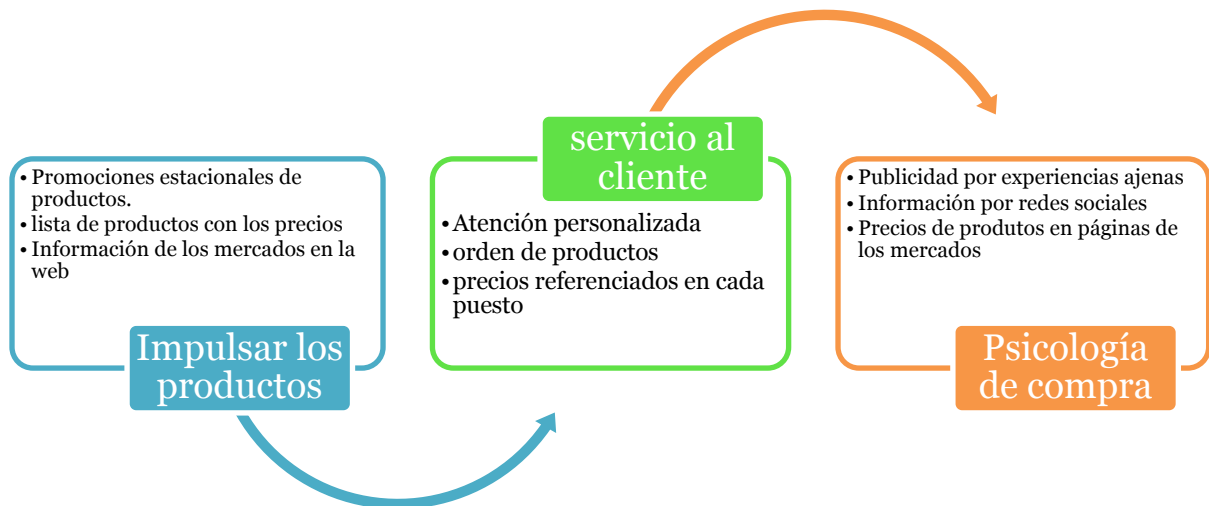 • Promociones estacionales de
productos.
• lista de productos con los precios
• Información de los mercados en la
web
Impulsar los
productos
servicio al
cliente
• Atención personalizada
• orden de productos
• precios referenciados en cada
puesto
• Publicidad por experiencias ajenas
• Información por redes sociales
• Precios de produtos en páginas de
los mercados
Psicología
de compra